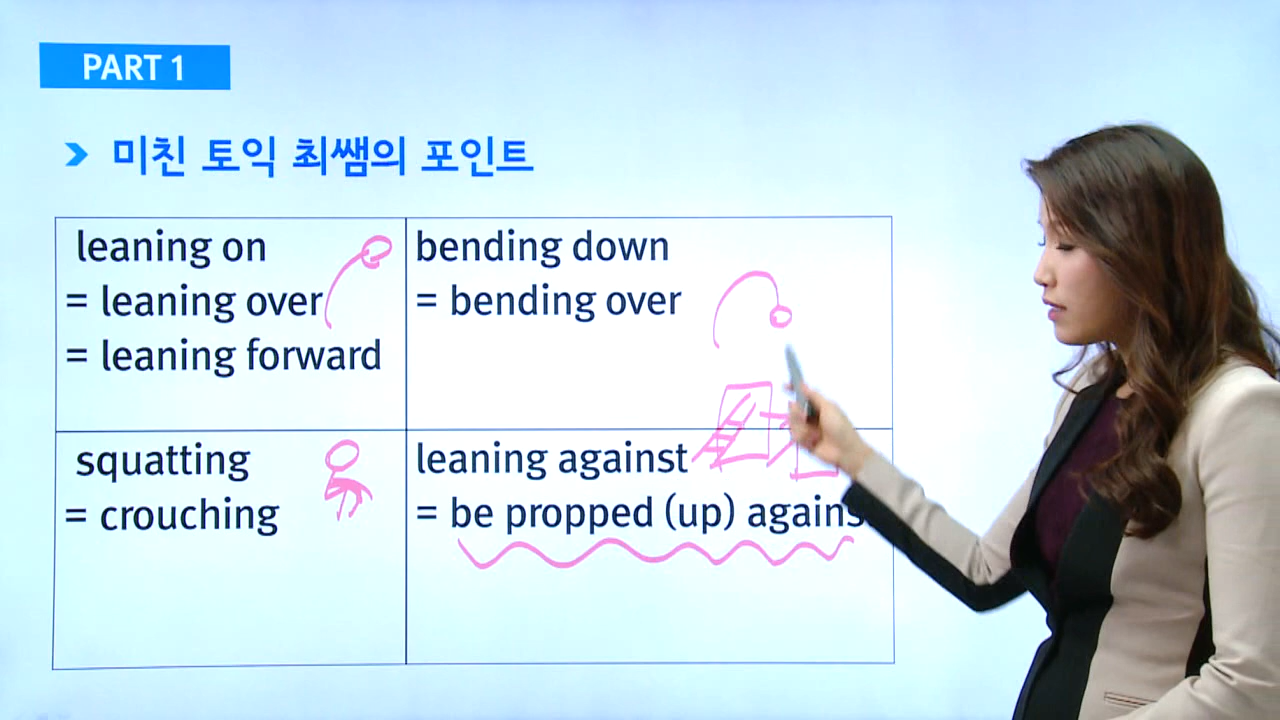 PART 1
미친 토익 최쌤의 포인트
leaning on
= leaning over
= leaning forward
bending down
= bending over
squatting
= crouching
leaning against
= be propped (up) agains